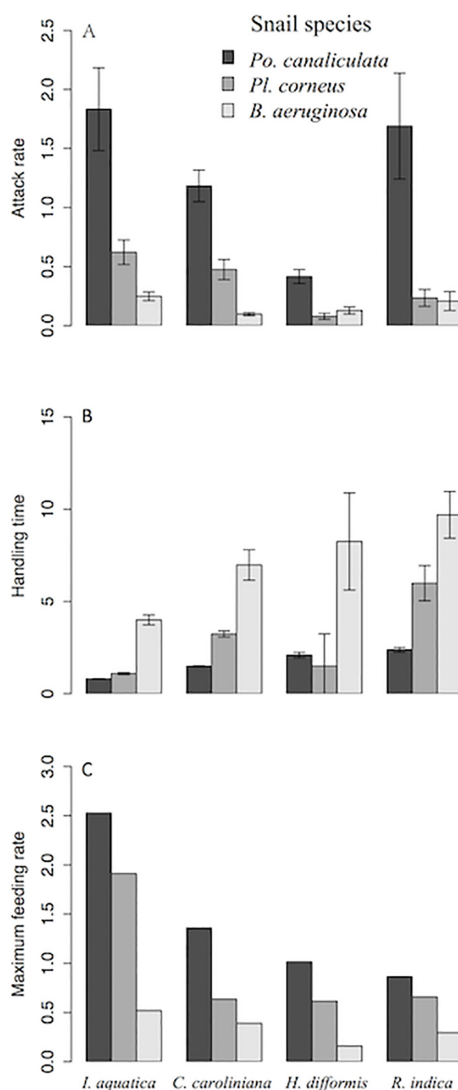 A
Snail species
Po. canaliculata
Pl. corneus
B. aeruginosa
Attack rate
2.5
2.0
1.5
1.0
0.5
0.0
B
Handling time
15
10
5
0
C
Maximum feeding rate
3.0
2.5
2.0
1.5
1.0
0.5
0.0
I. aquatica C. caroliniana H. difformis R. indica